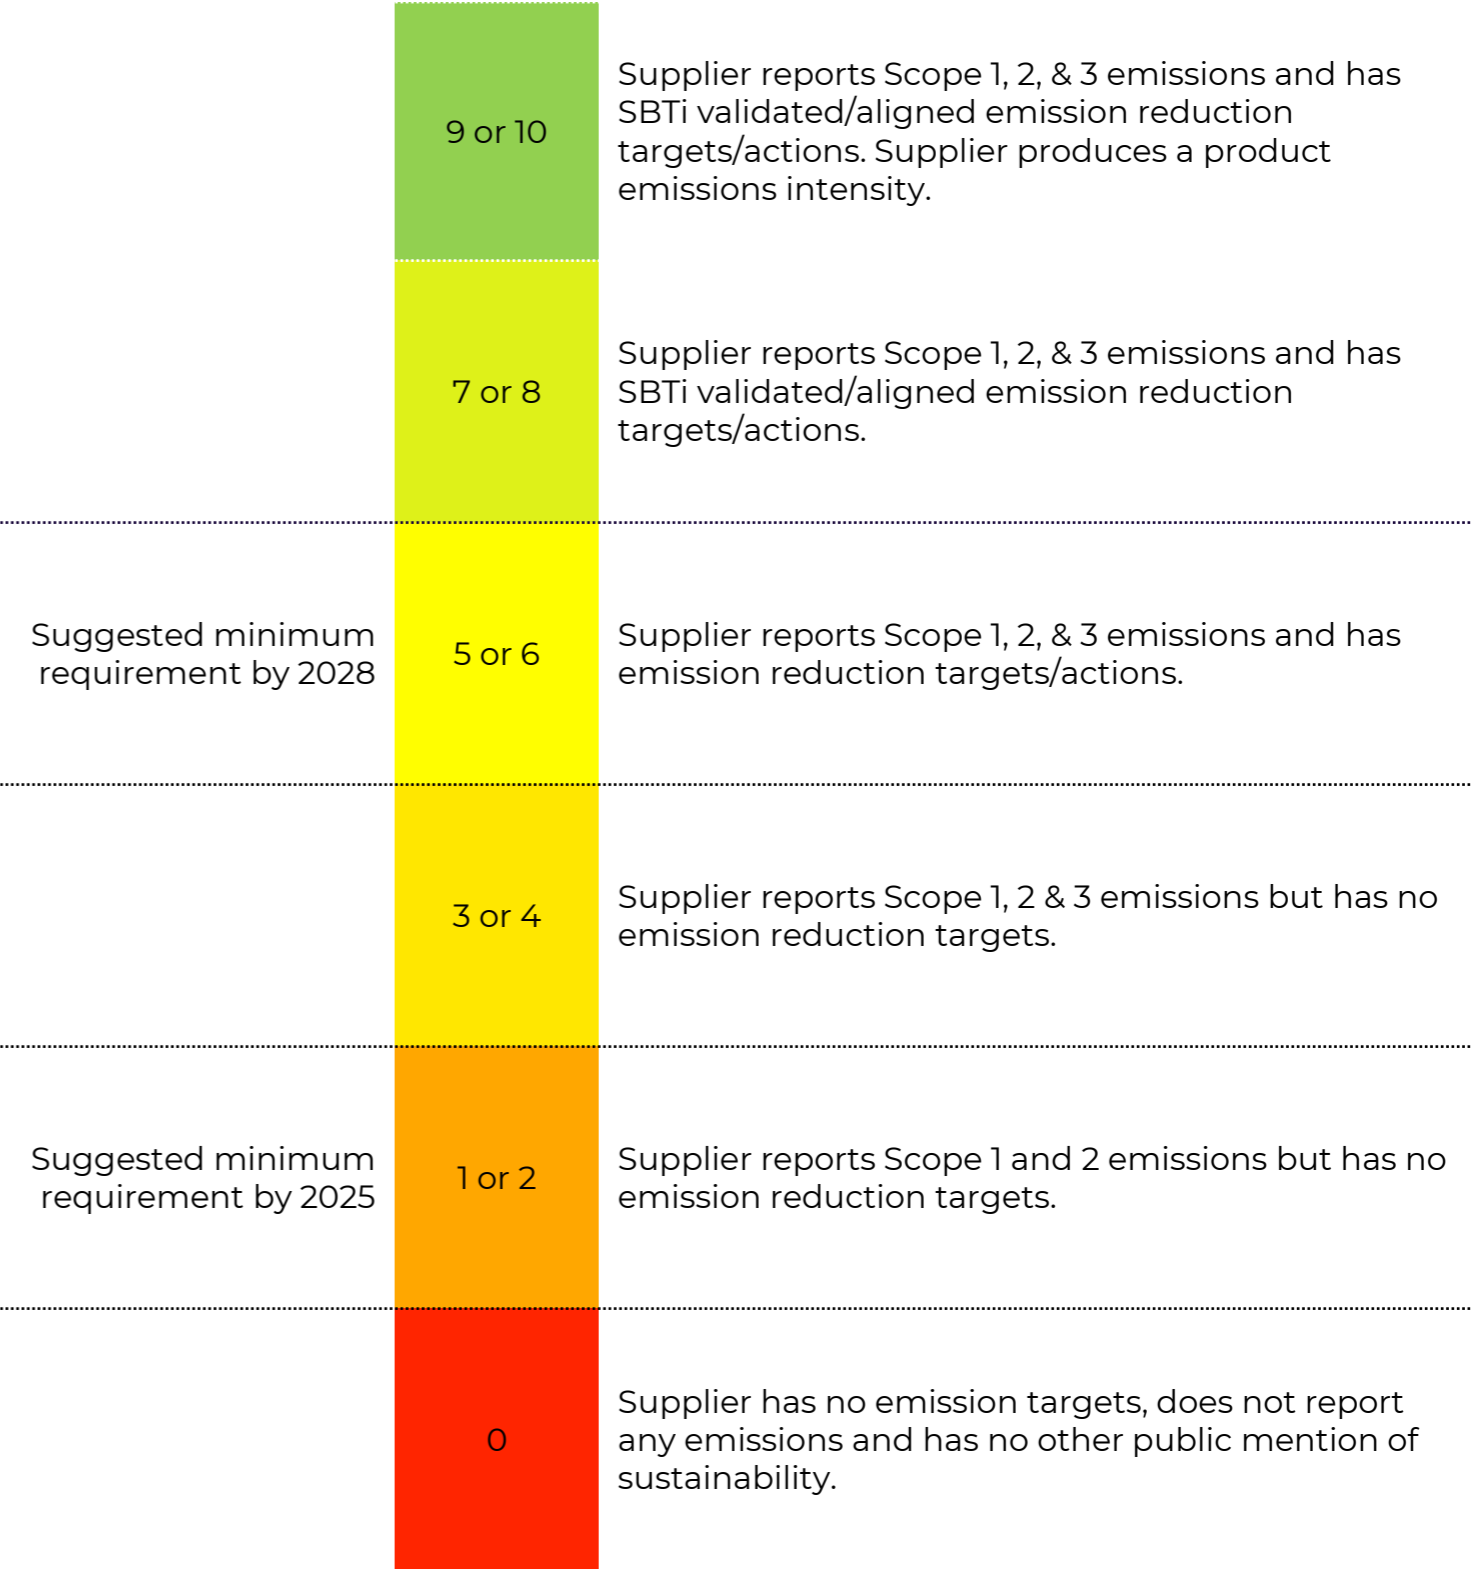 9 or 10
Supplier reports Scope 1, 2, & 3 emissions and has
SBTi validated/aligned emission reduction
targets/actions. Supplier produces a product
emissions intensity.
7 or 8
Supplier reports Scope 1, 2, & 3 emissions and has
SBTi validated/aligned emission reduction
targets/actions.
Suggested minimum
requirement by 2028
5 or 6
Supplier reports Scope 1, 2, & 3 emissions and has
emission reduction targets/actions.
3 or 4
Supplier reports Scope 1, 2 & 3 emissions but has no
emission reduction targets.
Suggested minimum
requirement by 2025
1 or 2
Supplier reports Scope 1 and 2 emissions but has no
emission reduction targets.
0
Supplier has no emission targets, does not report
any emissions and has no other public mention of
sustainability.